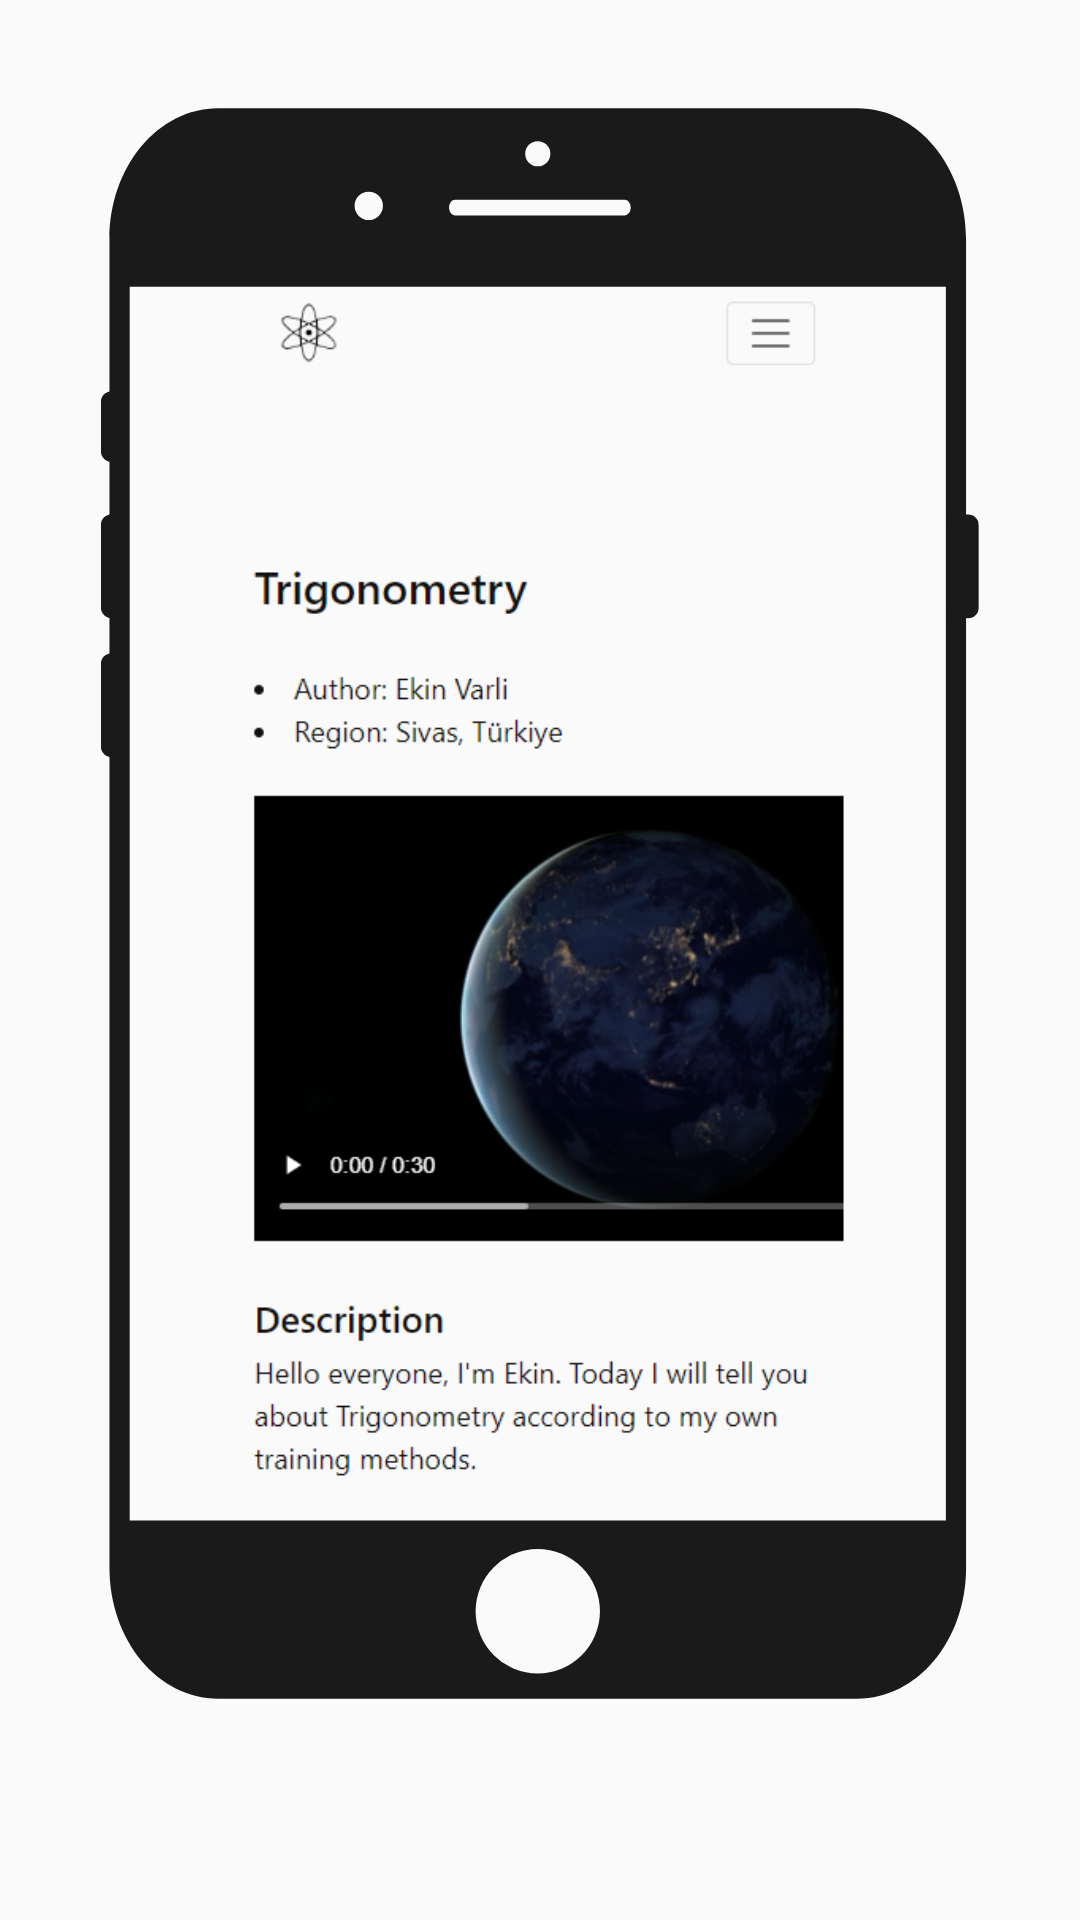 Trigonometry
Author: Ekin Varli
Region: Sivas, Türkiye
0:00 / 0:30
Description
Hello everyone, I'm Ekin. Today I will tell you
about Trigonometry according to my own
training methods.